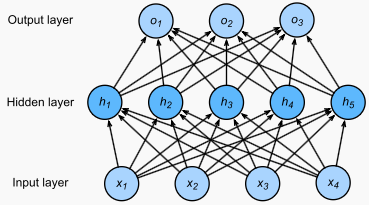 Output layer o₁ o₂ o₃
Hidden layer h₁ h₂ h₃ h₄ h₅
Input layer x₁ x₂ x₃ x₄